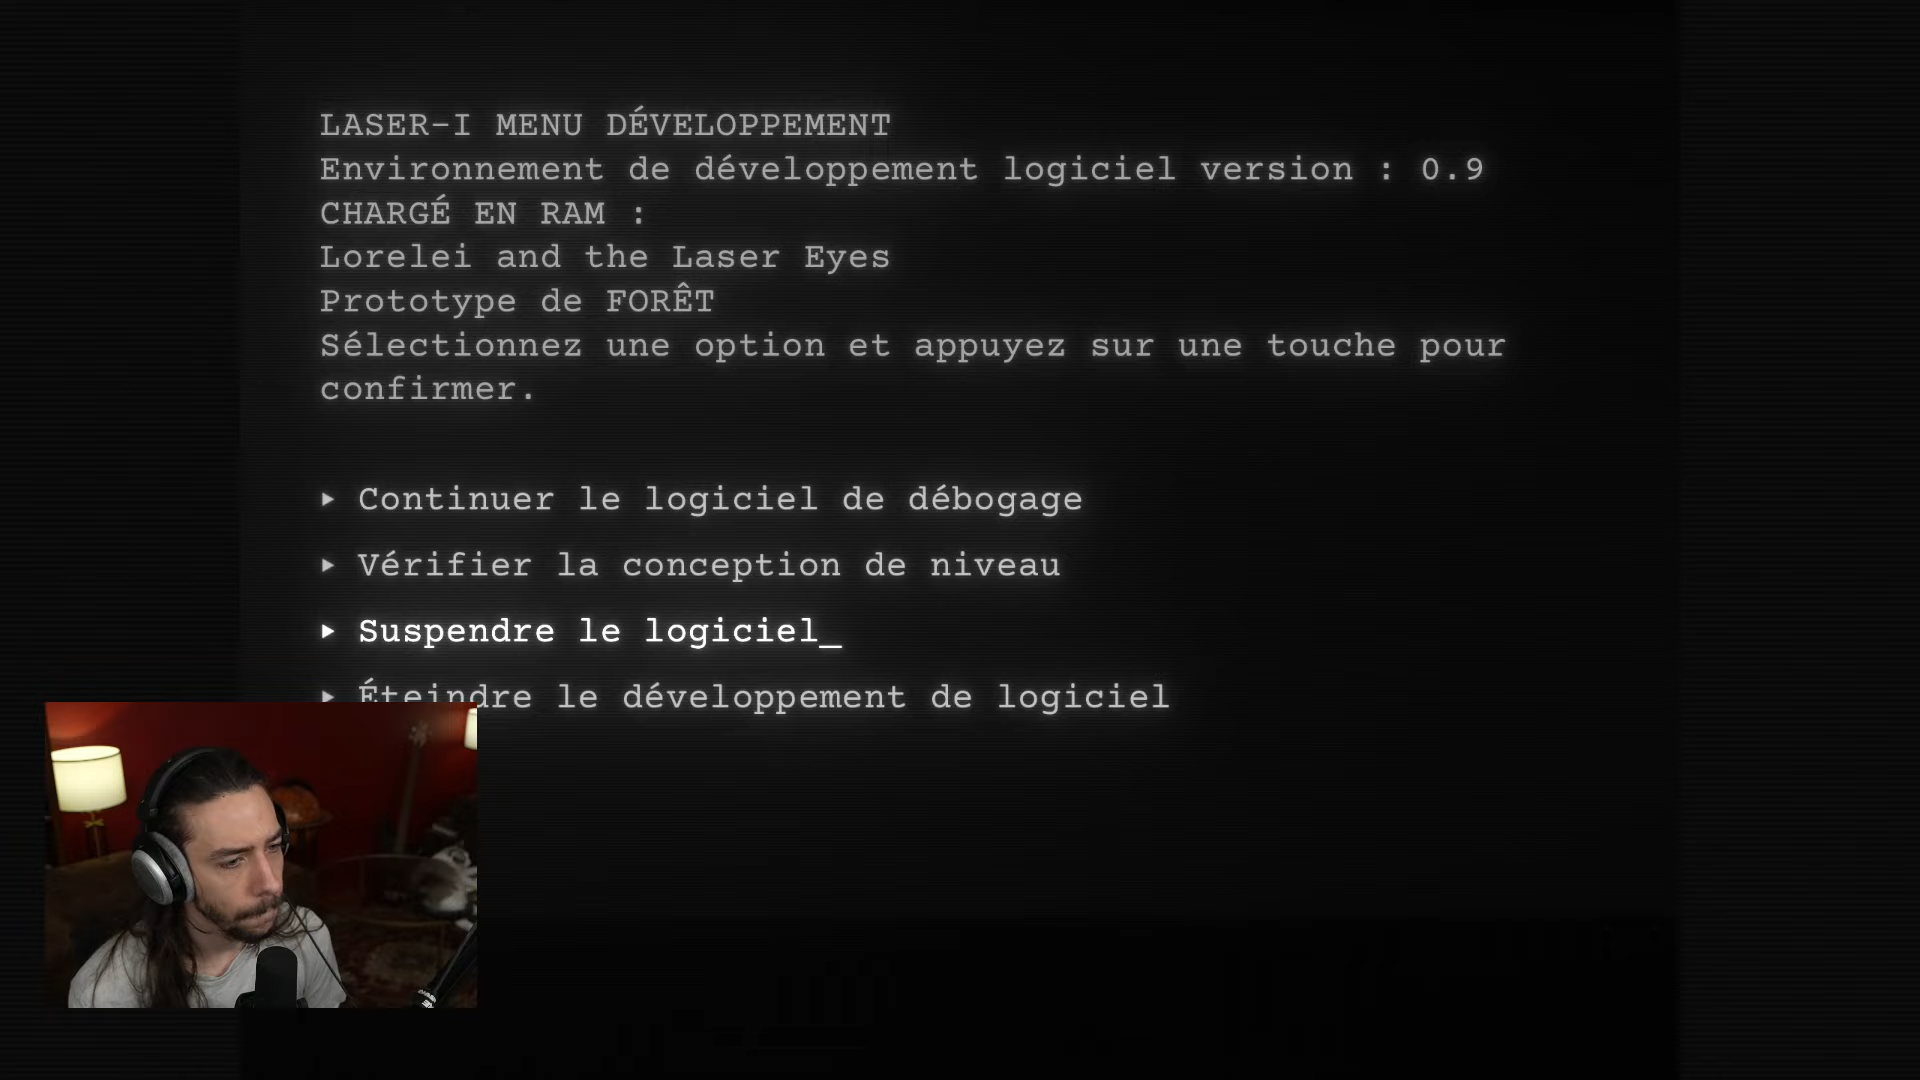 LASER-I MENU DÉVELOPPEMENT
Environnement de développement logiciel version : 0.9
CHARGÉ EN RAM :
Lorelei and the Laser Eyes
Prototype de FORÊT
Sélectionnez une option et appuyez sur une touche pour
confirmer.
▸ Continuer le logiciel de débogage
▸ Vérifier la conception de niveau
▸ Suspendre le logiciel_
▸ Éteindre le développement de logiciel